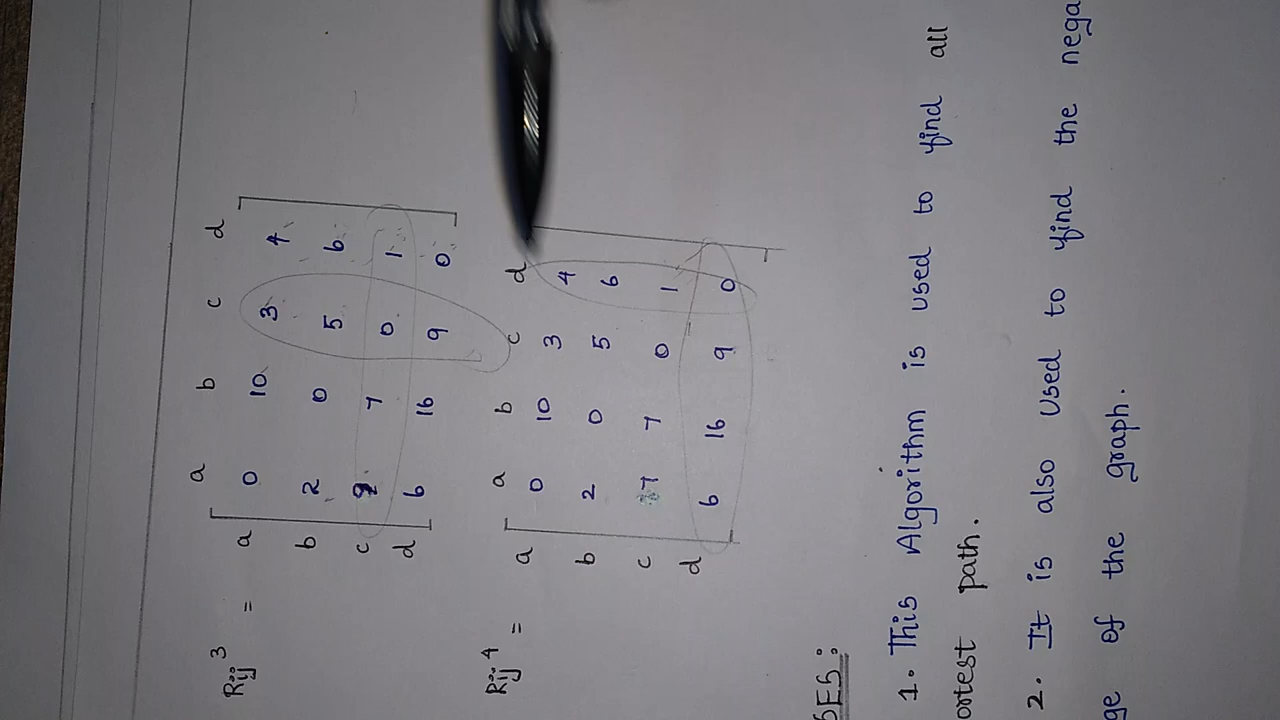 a b c d
a 0 10 3 4
b 2 0 5 6
Rij³ =
c 9 7 0 1
d 6 16 9 0
a b c d
a 0 10 3 4
b 2 0 5 6
Rij⁴ =
c 7 7 0 1
d 6 16 9 0
SES :
1. This Algorithm is used to find all
ortest path.
2. It is also used to find the nega
ge of the graph.